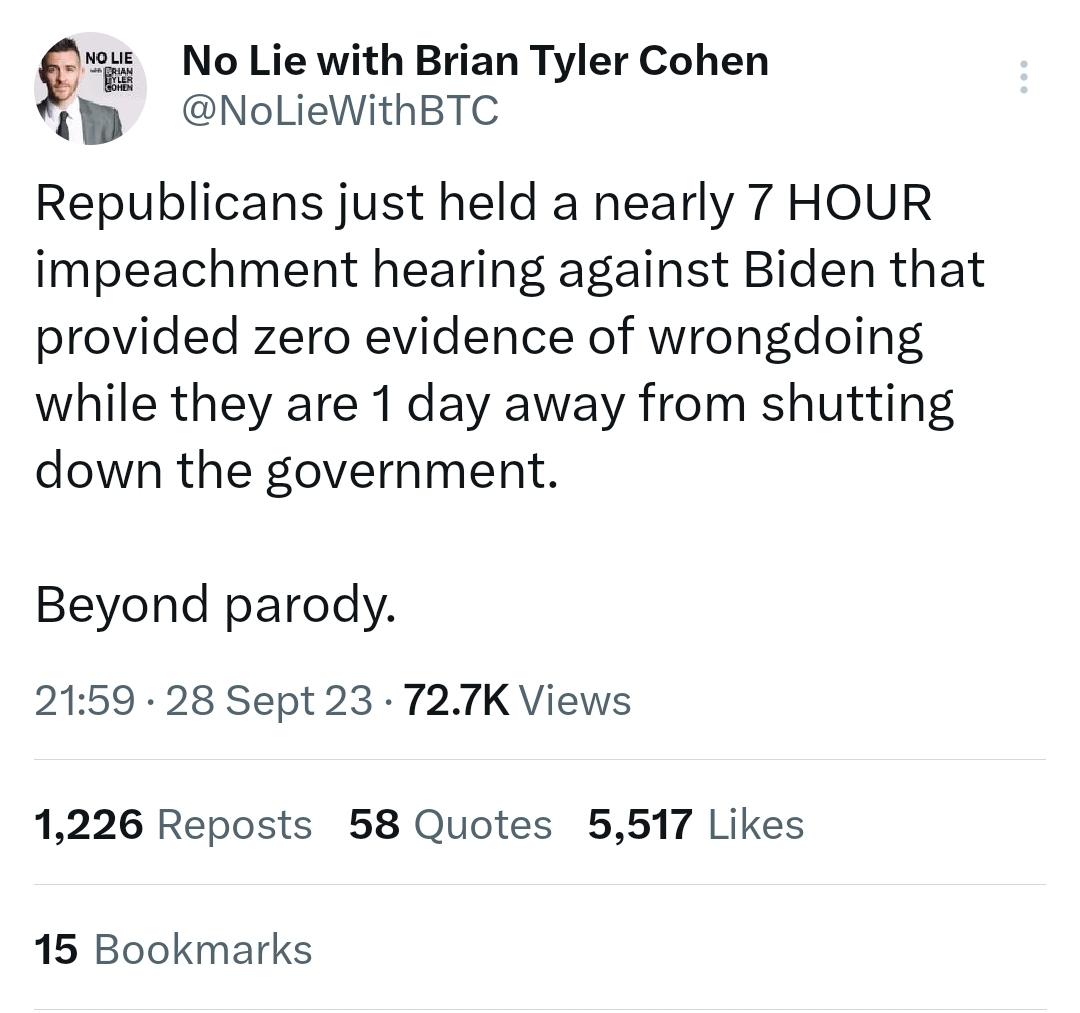 NO LIE
with BRIAN
TYLER
COHEN
No Lie with Brian Tyler Cohen
@NoLieWithBTC
Republicans just held a nearly 7 HOUR
impeachment hearing against Biden that
provided zero evidence of wrongdoing
while they are 1 day away from shutting
down the government.
Beyond parody.
21:59 · 28 Sept 23 · 72.7K Views
1,226 Reposts 58 Quotes 5,517 Likes
15 Bookmarks